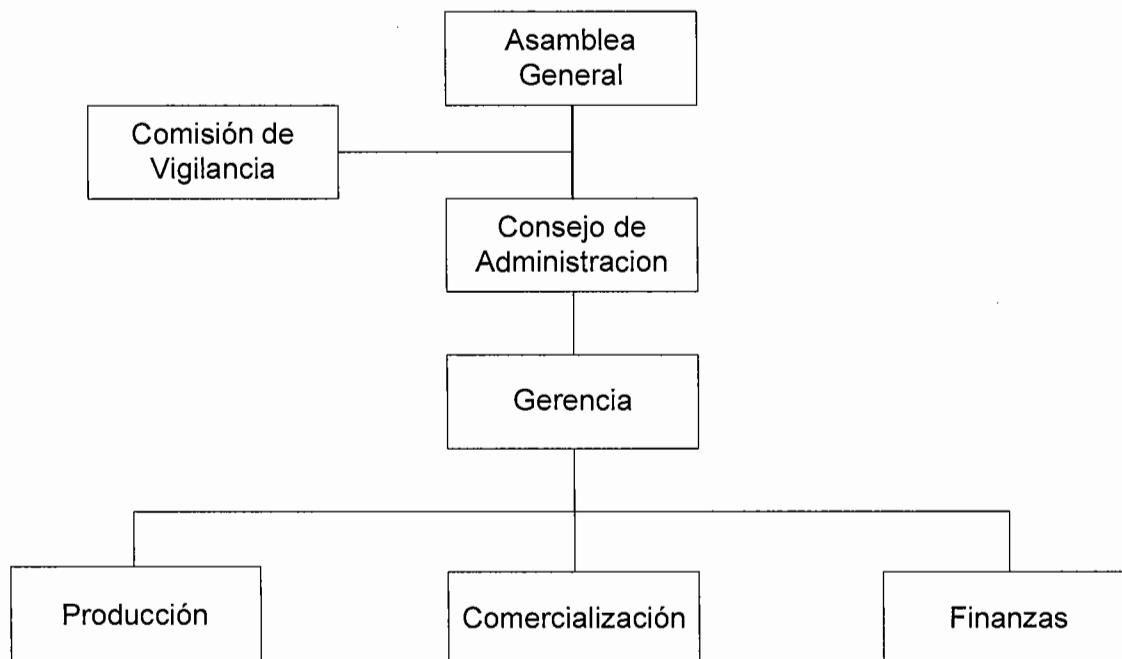 Asamblea
General
Comisión de
Vigilancia
Consejo de
Administracion
Gerencia
Producción
Comercialización
Finanzas